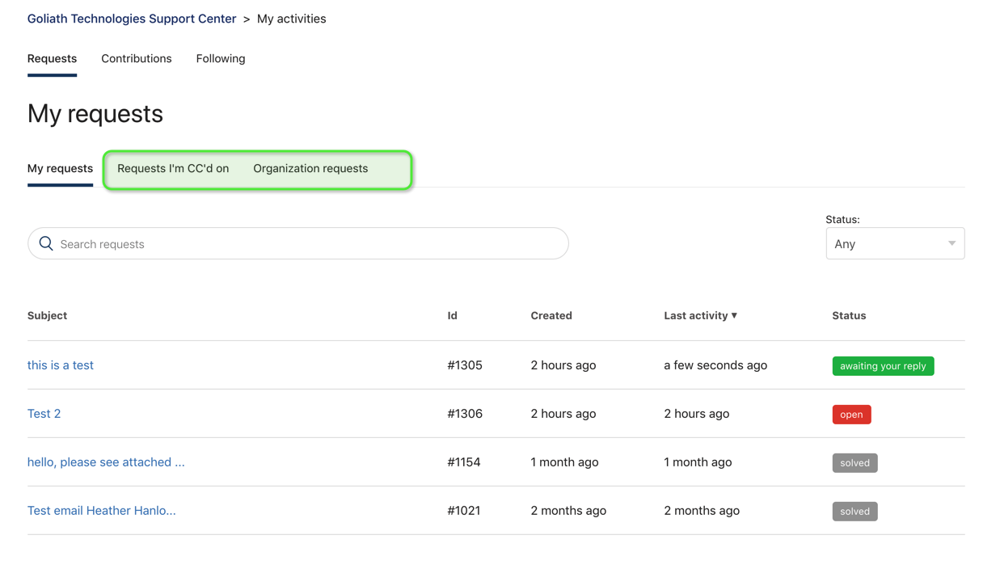 Goliath Technologies Support Center > My activities
Requests Contributions Following
My requests
My requests Requests I'm CC'd on Organization requests
Status:
Search requests Any
Subject Id Created Last activity ▼ Status
this is a test #1305 2 hours ago a few seconds ago awaiting your reply
Test 2 #1306 2 hours ago 2 hours ago open
hello, please see attached ... #1154 1 month ago 1 month ago solved
Test email Heather Hanlo... #1021 2 months ago 2 months ago solved